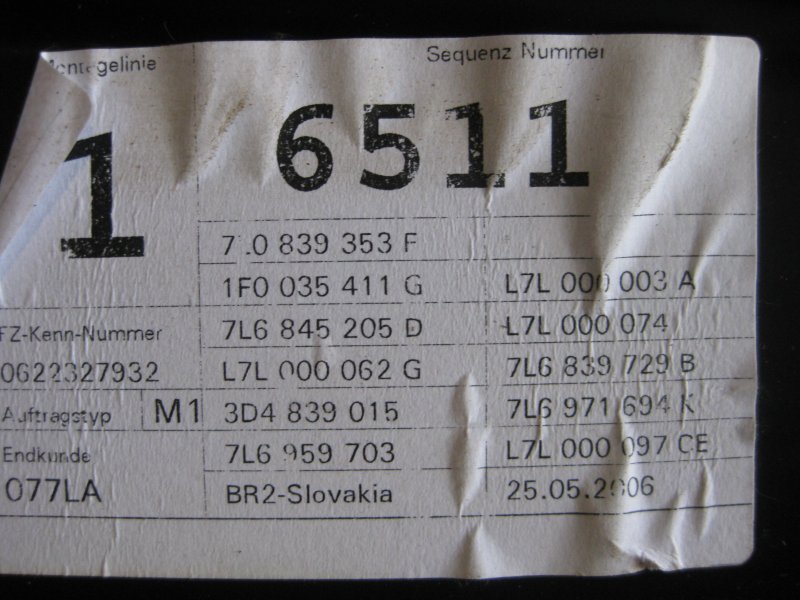 Montagelinie Sequenz Nummer
1 6511
7L0 839 353 F
1F0 035 411 G L7L 000 003 A
FZ-Kenn-Nummer 7L6 845 205 D L7L 000 074
0622327932 L7L 000 062 G 7L6 839 729 B
Auftragstyp M1 3D4 839 015 7L6 971 694 K
Endkunde 7L6 959 703 L7L 000 097 CE
077LA BR2-Slovakia 25.05.2006